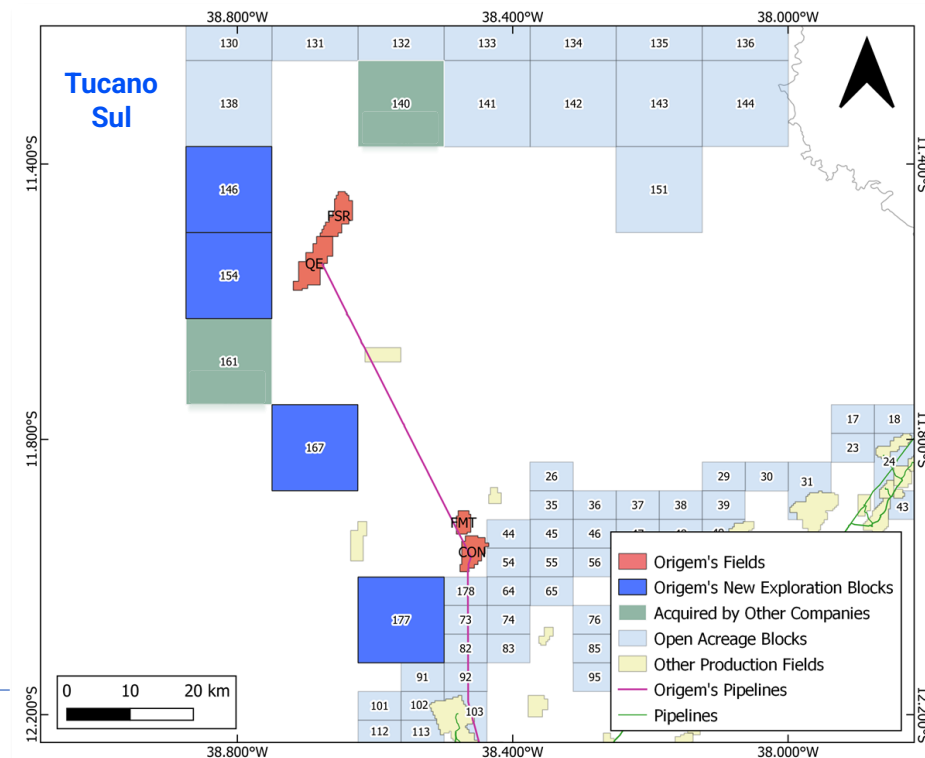 38.800°W 38.400°W 38.000°W
130 131 132 133 134 135 136
Tucano
Sul
138 140 141 142 143 144
11.400°S 11.400°S
146 151
FSR
QE
154
161
17 18
11.800°S 11.800°S
167 23
24
26 29 30 31
35 36 37 38 39 43
FMT
44 45 46
CON
54 55 56
178 64 65
177 73 74 76
82 83 85
91 92 95
101 102 103
112 113
Origem's Fields
Origem's New Exploration Blocks
Acquired by Other Companies
Open Acreage Blocks
Other Production Fields
Origem's Pipelines
Pipelines
0 10 20 km
12.200°S 12.200°S
38.800°W 38.400°W 38.000°W